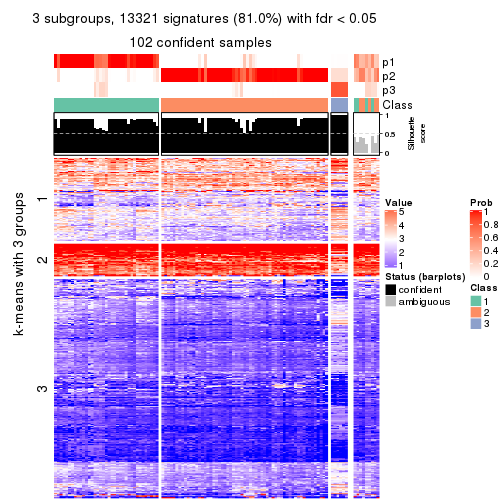 3 subgroups, 13321 signatures (81.0%) with fdr < 0.05
102 confident samples
p1
p2
p3
Class
1
0.5
0
Silhouette
score
k-means with 3 groups
1
2
3
Value
5
4
3
2
1
Status (barplots)
confident
ambiguous
Prob
1
0.8
0.6
0.4
0.2
0
Class
1
2
3